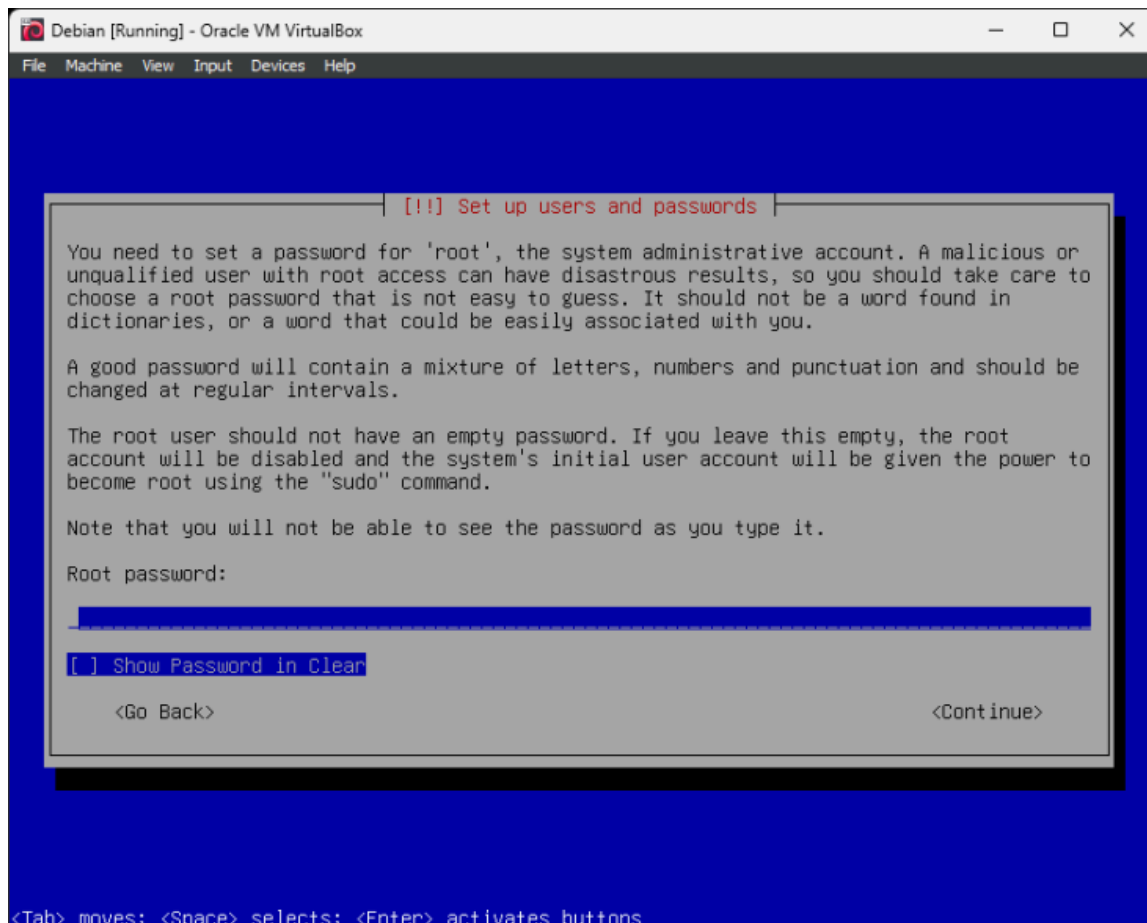 Debian [Running] - Oracle VM VirtualBox
File Machine View Input Devices Help
[!!] Set up users and passwords
You need to set a password for 'root', the system administrative account. A malicious or
unqualified user with root access can have disastrous results, so you should take care to
choose a root password that is not easy to guess. It should not be a word found in
dictionaries, or a word that could be easily associated with you.
A good password will contain a mixture of letters, numbers and punctuation and should be
changed at regular intervals.
The root user should not have an empty password. If you leave this empty, the root
account will be disabled and the system's initial user account will be given the power to
become root using the "sudo" command.
Note that you will not be able to see the password as you type it.
Root password:
[ ] Show Password in Clear
<Go Back> <Continue>
<Tab> moves; <Space> selects; <Enter> activates buttons